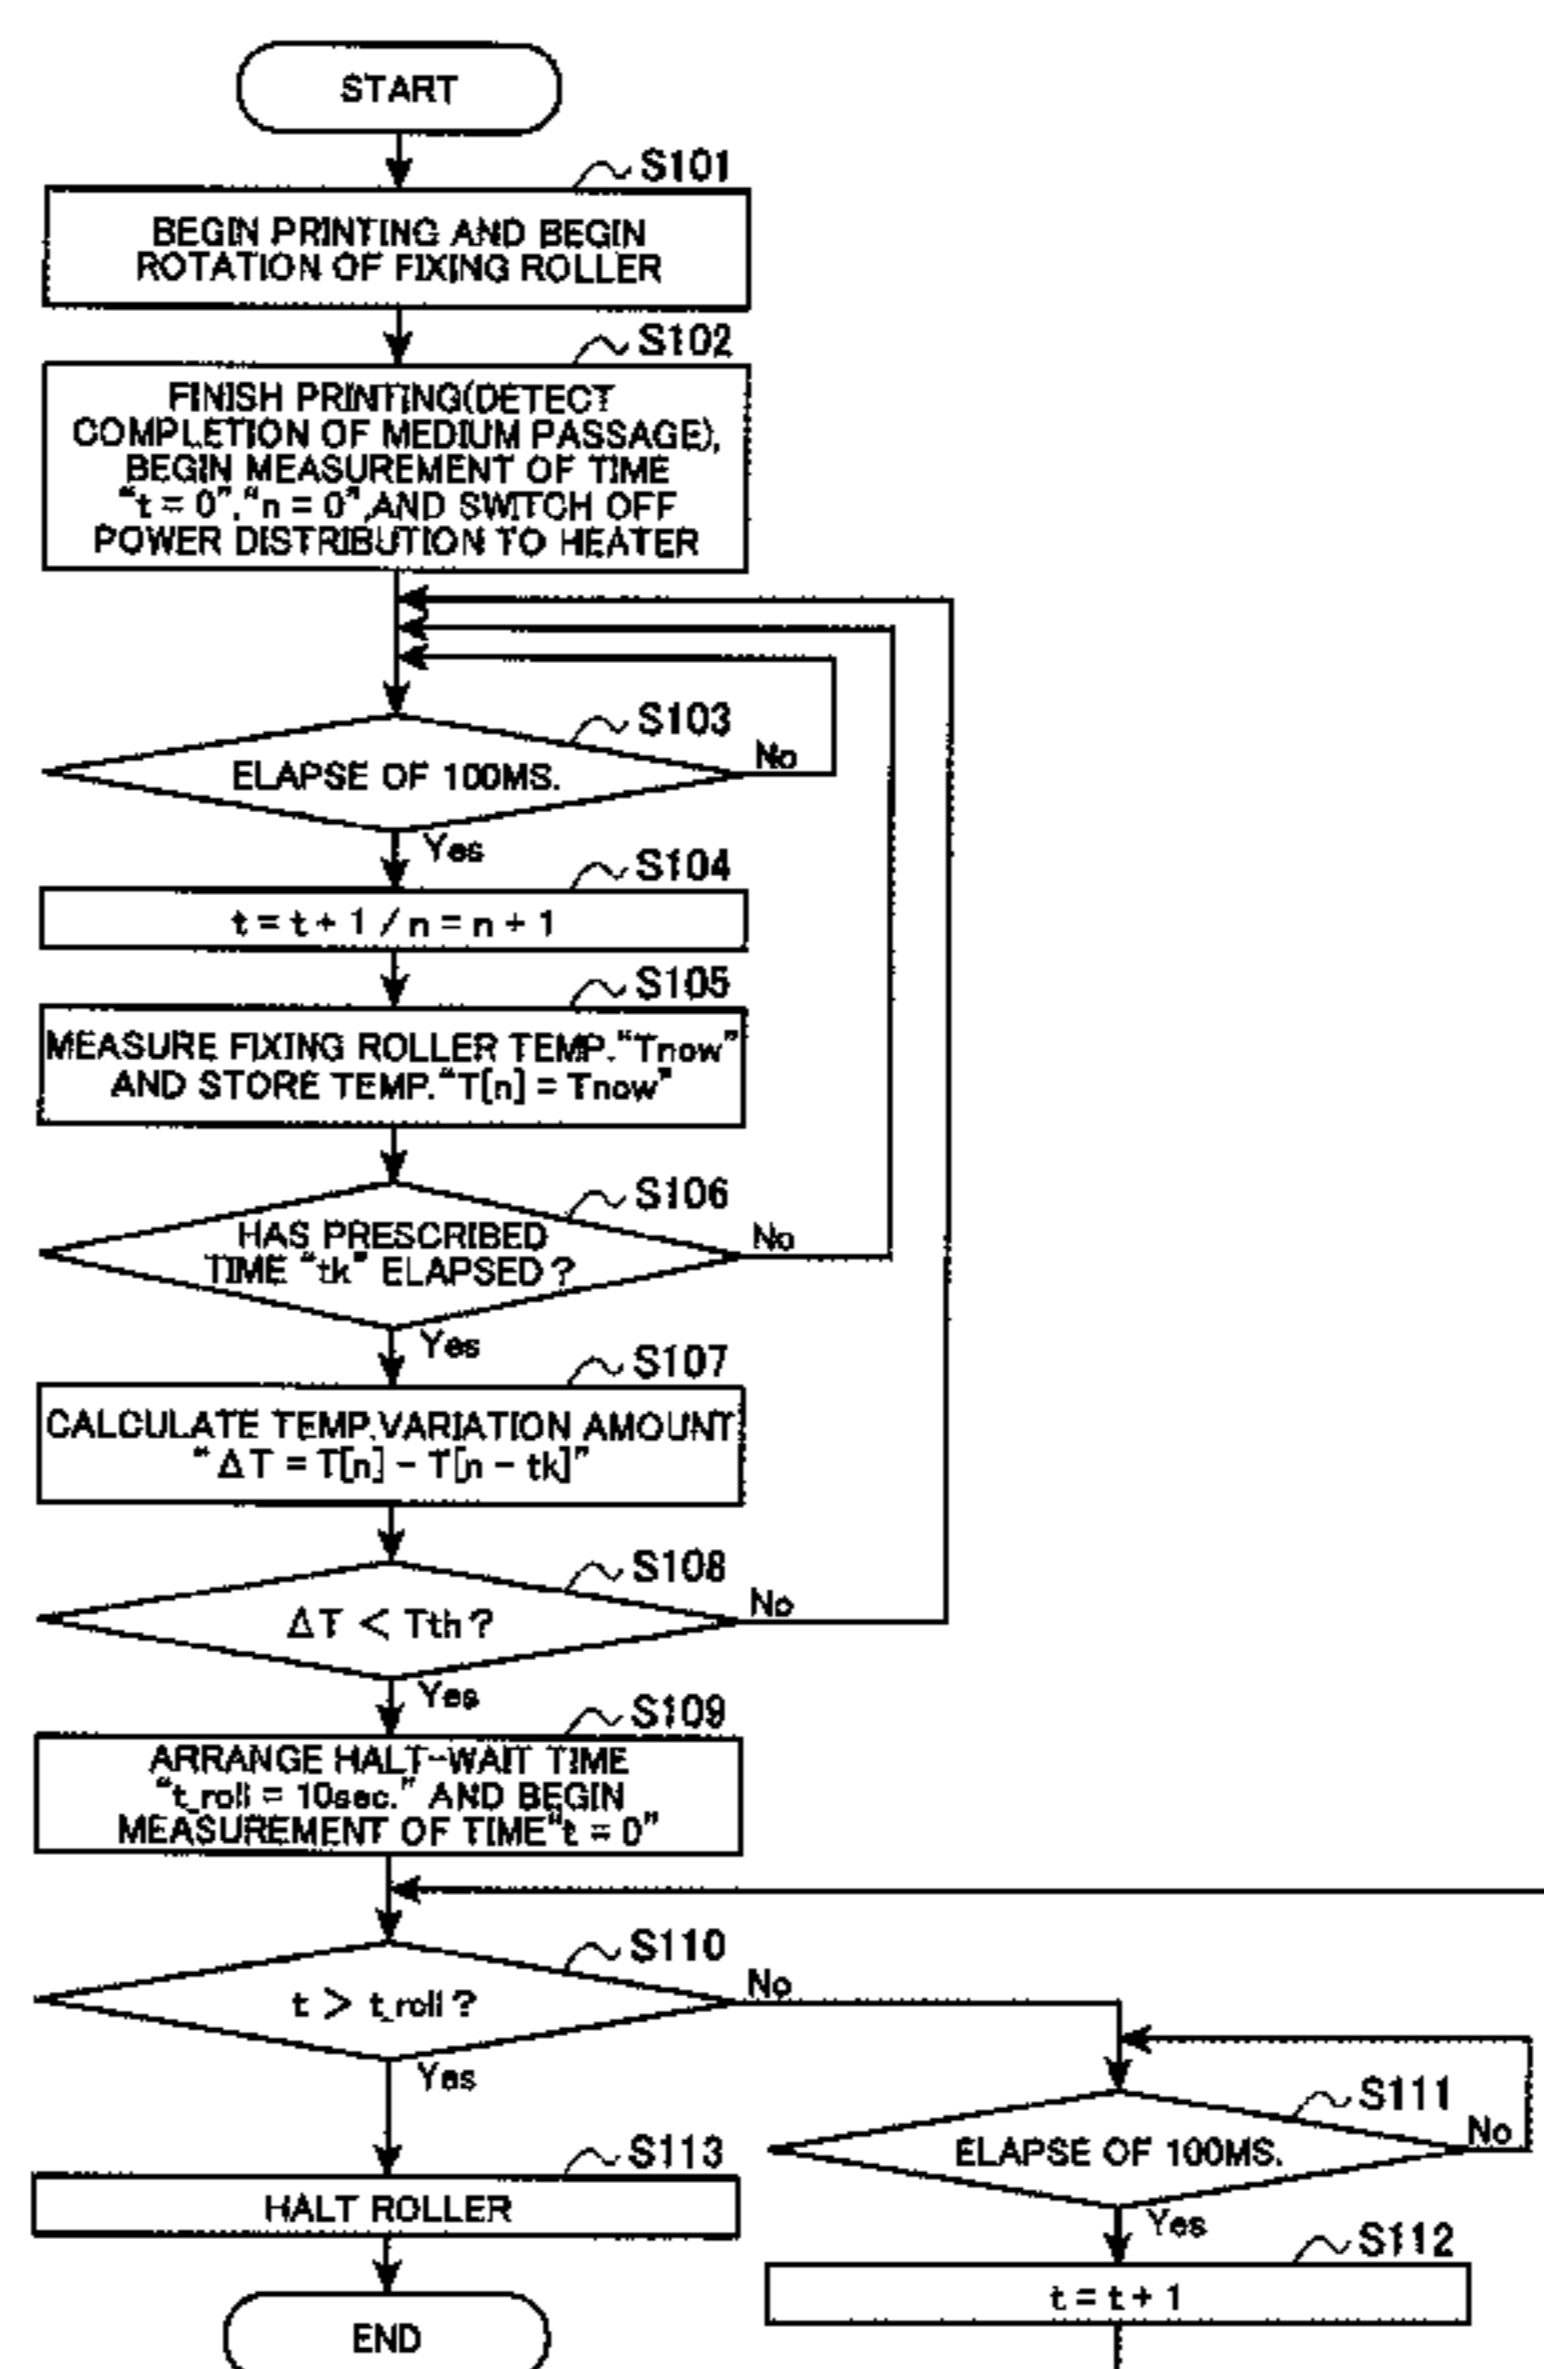 START
S101
BEGIN PRINTING AND BEGIN
ROTATION OF FIXING ROLLER
S102
FINISH PRINTING(DETECT
COMPLETION OF MEDIUM PASSAGE),
BEGIN MEASUREMENT OF TIME
"t = 0","n = 0",AND SWITCH OFF
POWER DISTRIBUTION TO HEATER
S103
ELAPSE OF 100MS.
No
Yes
S104
t = t + 1 / n = n + 1
S105
MEASURE FIXING ROLLER TEMP."Tnow"
AND STORE TEMP."T[n] = Tnow"
S106
HAS PRESCRIBED
TIME "tk" ELAPSED ?
No
Yes
S107
CALCULATE TEMP.VARIATION AMOUNT
"ΔT = T[n] - T[n - tk]"
S108
ΔT < Tth ?
No
Yes
S109
ARRANGE HALT-WAIT TIME
"t_roll = 10sec." AND BEGIN
MEASUREMENT OF TIME"t = 0"
S110
t > t_roll ?
No
Yes
S111
ELAPSE OF 100MS.
No
Yes
S112
t = t + 1
S113
HALT ROLLER
END